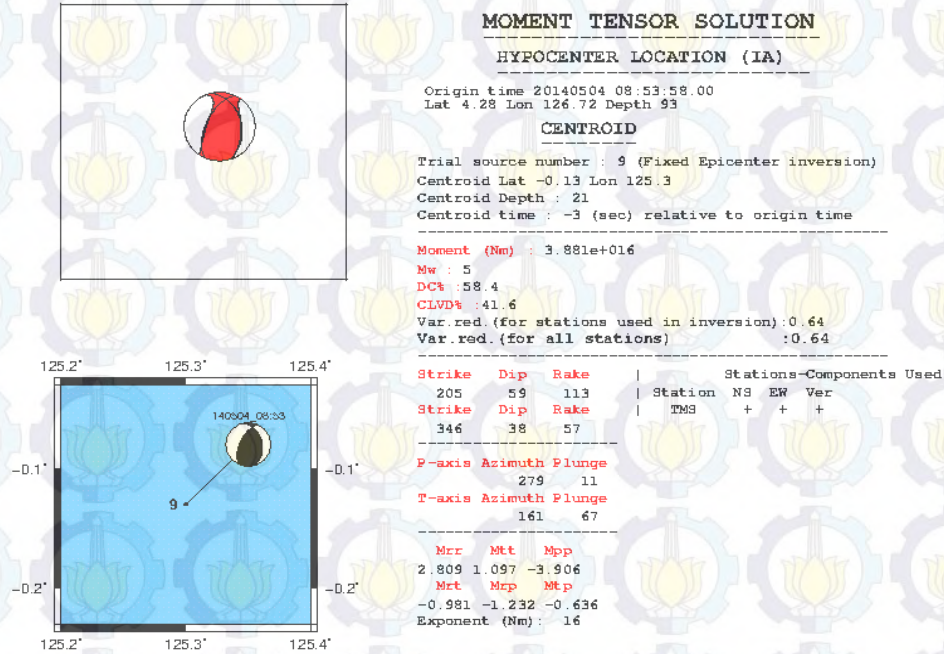 MOMENT TENSOR SOLUTION
HYPOCENTER LOCATION (IA)
Origin time 20140504 08:53:58.00
Lat 4.28 Lon 126.72 Depth 93
CENTROID
Trial source number : 9 (Fixed Epicenter inversion)
Centroid Lat -0.13 Lon 125.3
Centroid Depth : 21
Centroid time : -3 (sec) relative to origin time
Moment (Nm) : 3.881e+016
Mw : 5
DC% :58.4
CLVD% :41.6
Var.red.(for stations used in inversion):0.64
Var.red.(for all stations) :0.64
Strike Dip Rake | Stations-Components Used
205 59 113 | Station NS EW Ver
Strike Dip Rake | TMS + + +
346 38 57
P-axis Azimuth Plunge
279 11
T-axis Azimuth Plunge
161 67
Mrr Mtt Mpp
2.809 1.097 -3.906
Mrt Mrp Mtp
-0.981 -1.232 -0.636
Exponent (Nm): 16
125.2° 125.3° 125.4°
140504_08:53
-0.1° -0.1°
9
-0.2° -0.2°
125.2° 125.3° 125.4°